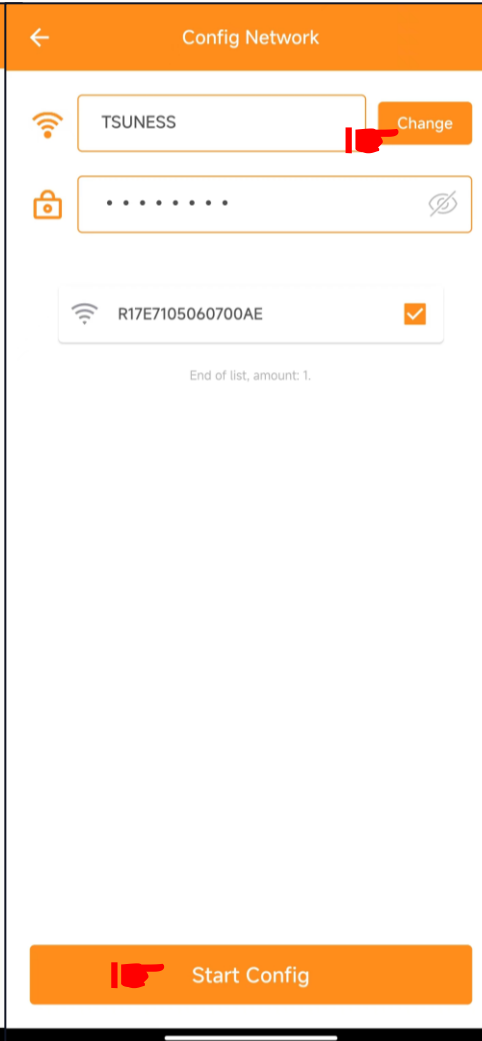 Config Network
TSUNESS
Change
• • • • • • • •
R17E7105060700AE
End of list, amount: 1.
Start Config